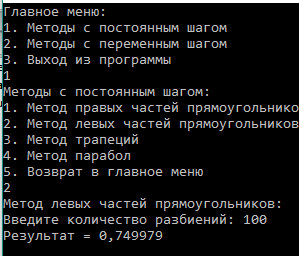 Главное меню:
1. Методы с постоянным шагом
2. Методы с переменным шагом
3. Выход из программы
1
Методы с постоянным шагом:
1. Метод правых частей прямоугольнико
2. Метод левых частей прямоугольников
3. Метод трапеций
4. Метод парабол
5. Возврат в главное меню
2
Метод левых частей прямоугольников:
Введите количество разбиений: 100
Результат = 0,749979